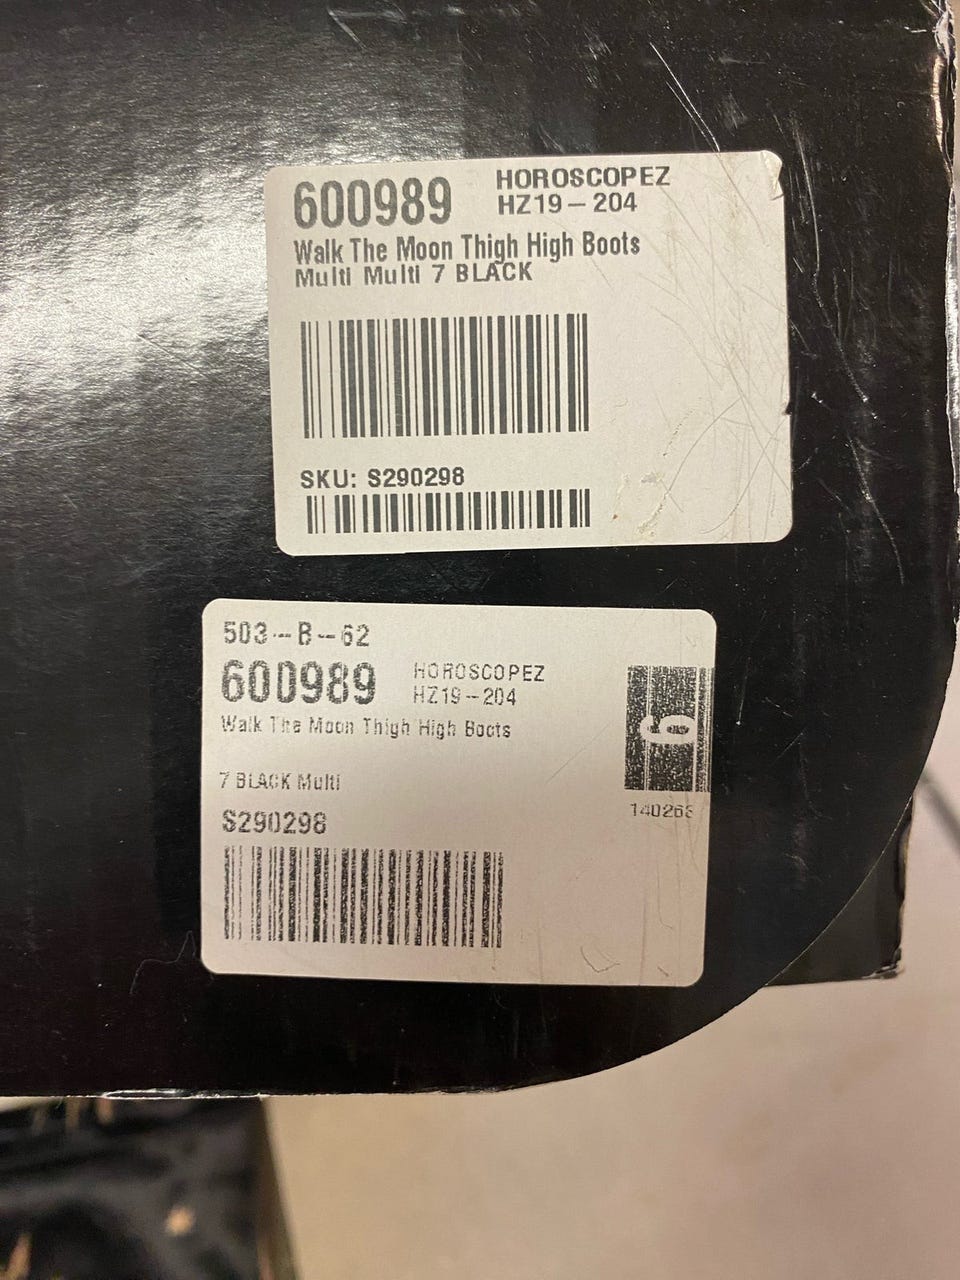 600989
HOROSCOPEZ
HZ19-204
Walk The Moon Thigh High Boots
Multi Multi 7 BLACK
SKU: S290298
503--B--62
600989
HOROSCOPEZ
HZ19--204
Walk The Moon Thigh High Boots
7 BLACK Multi
S290298
6
140268